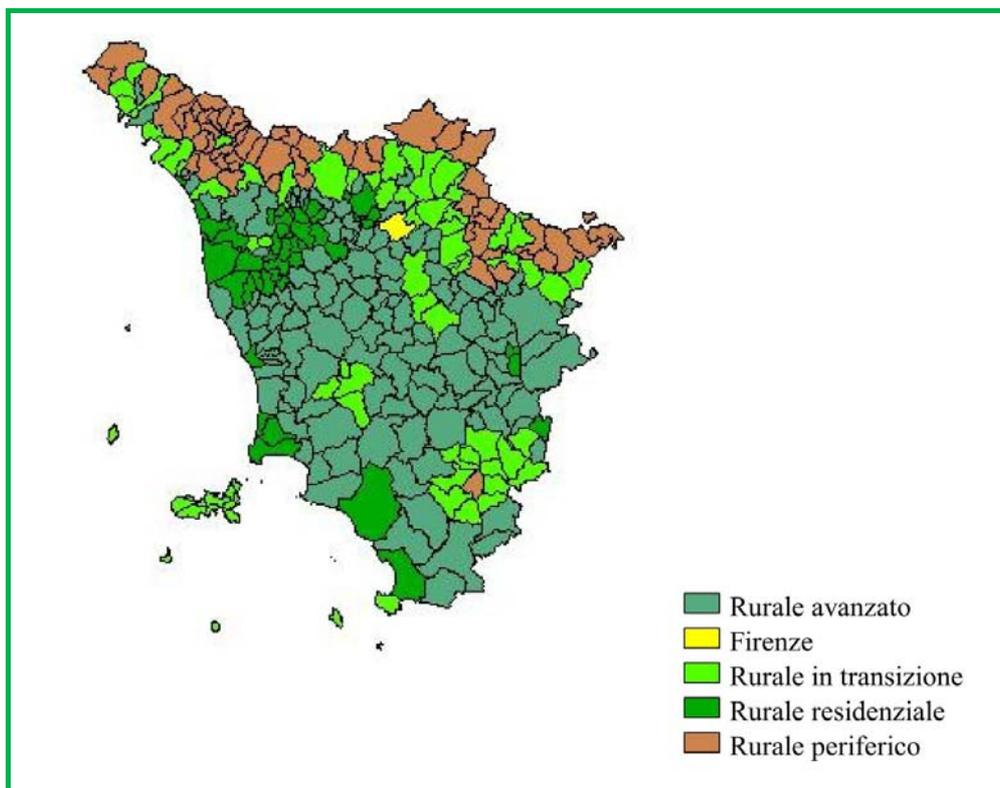 Rurale avanzato
Firenze
Rurale in transizione
Rurale residenziale
Rurale periferico